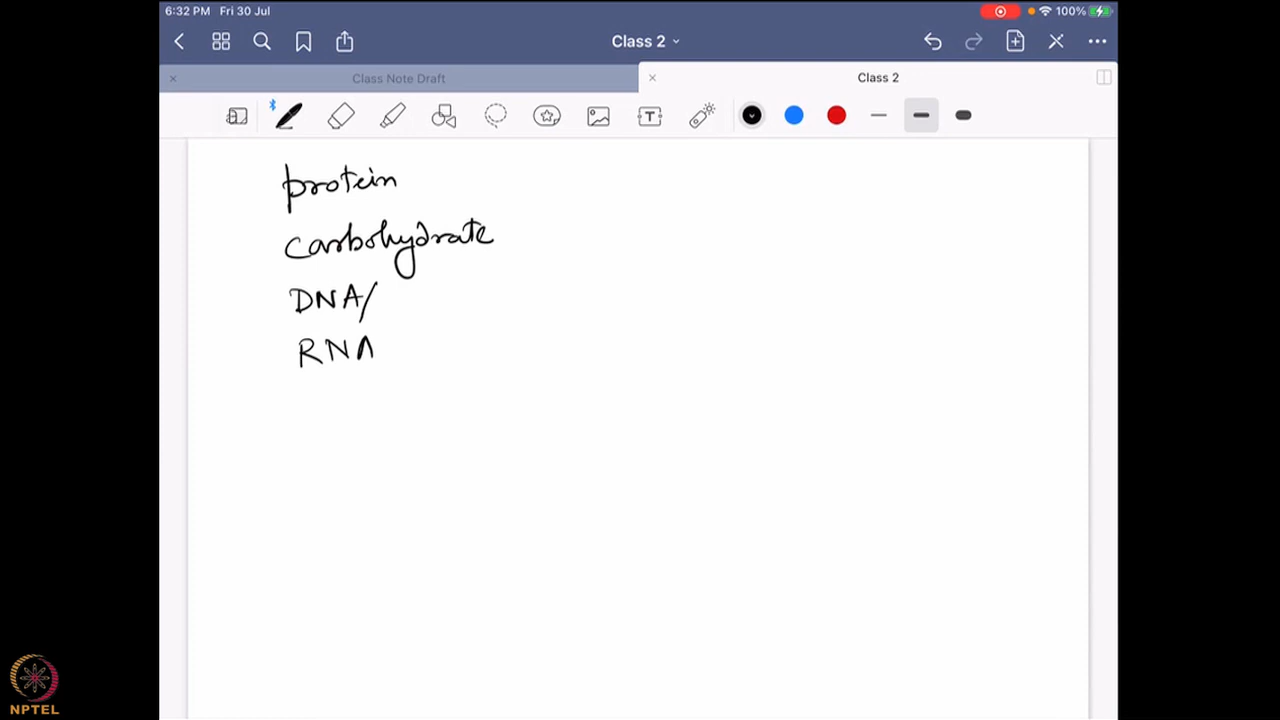 6:32 PM Fri 30 Jul
100%
Class 2
Class Note Draft
Class 2
T
protein
carbohydrate
DNA/
RNA
NPTEL